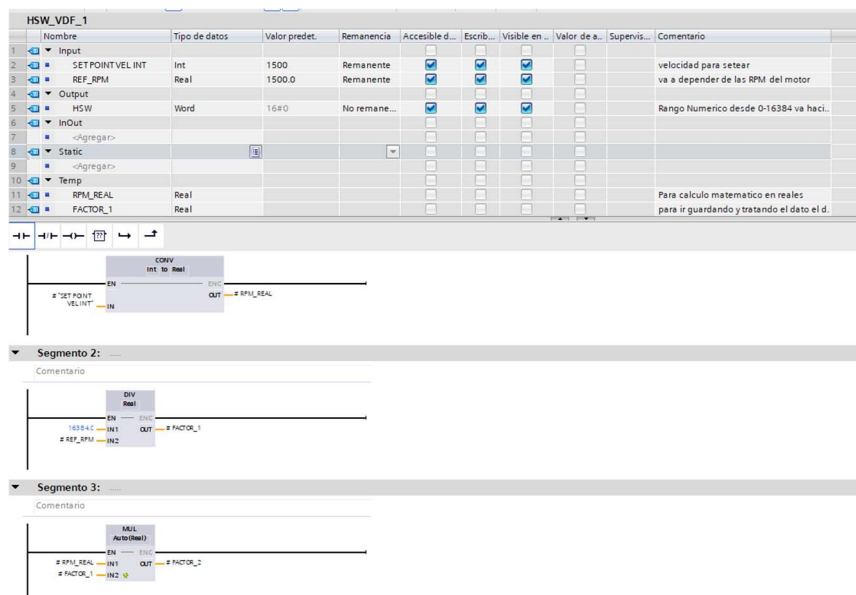 HSW_VDF_1
Nombre Tipo de datos Valor predet. Remanencia Accesible d... Escrib... Visible en .. Valor de a.. Supervis... Comentario
1 Input
2 SET POINT VEL INT Int 1500 Remanente velocidad para setear
3 REF_RPM Real 1500.0 Remanente va a depender de las RPM del motor
4 Output
5 HSW Word 16#0 No remane... Rango Numerico desde 0-16384 va haci..
6 InOut
7 <Agregar>
8 Static
9 <Agregar>
10 Temp
11 RPM_REAL Real Para calculo matematico en reales
12 FACTOR_1 Real para ir guardando y tratando el dato el d.
??
CONV
Int to Real
EN ENO
#"SET POINT VEL INT" IN OUT #RPM_REAL
Segmento 2: .....
Comentario
DIV
Real
EN ENO
16384.0 IN1 OUT #FACTOR_1
#REF_RPM IN2
Segmento 3: .....
Comentario
MUL
Auto (Real)
EN ENO
#RPM_REAL IN1 OUT #FACTOR_2
#FACTOR_1 IN2